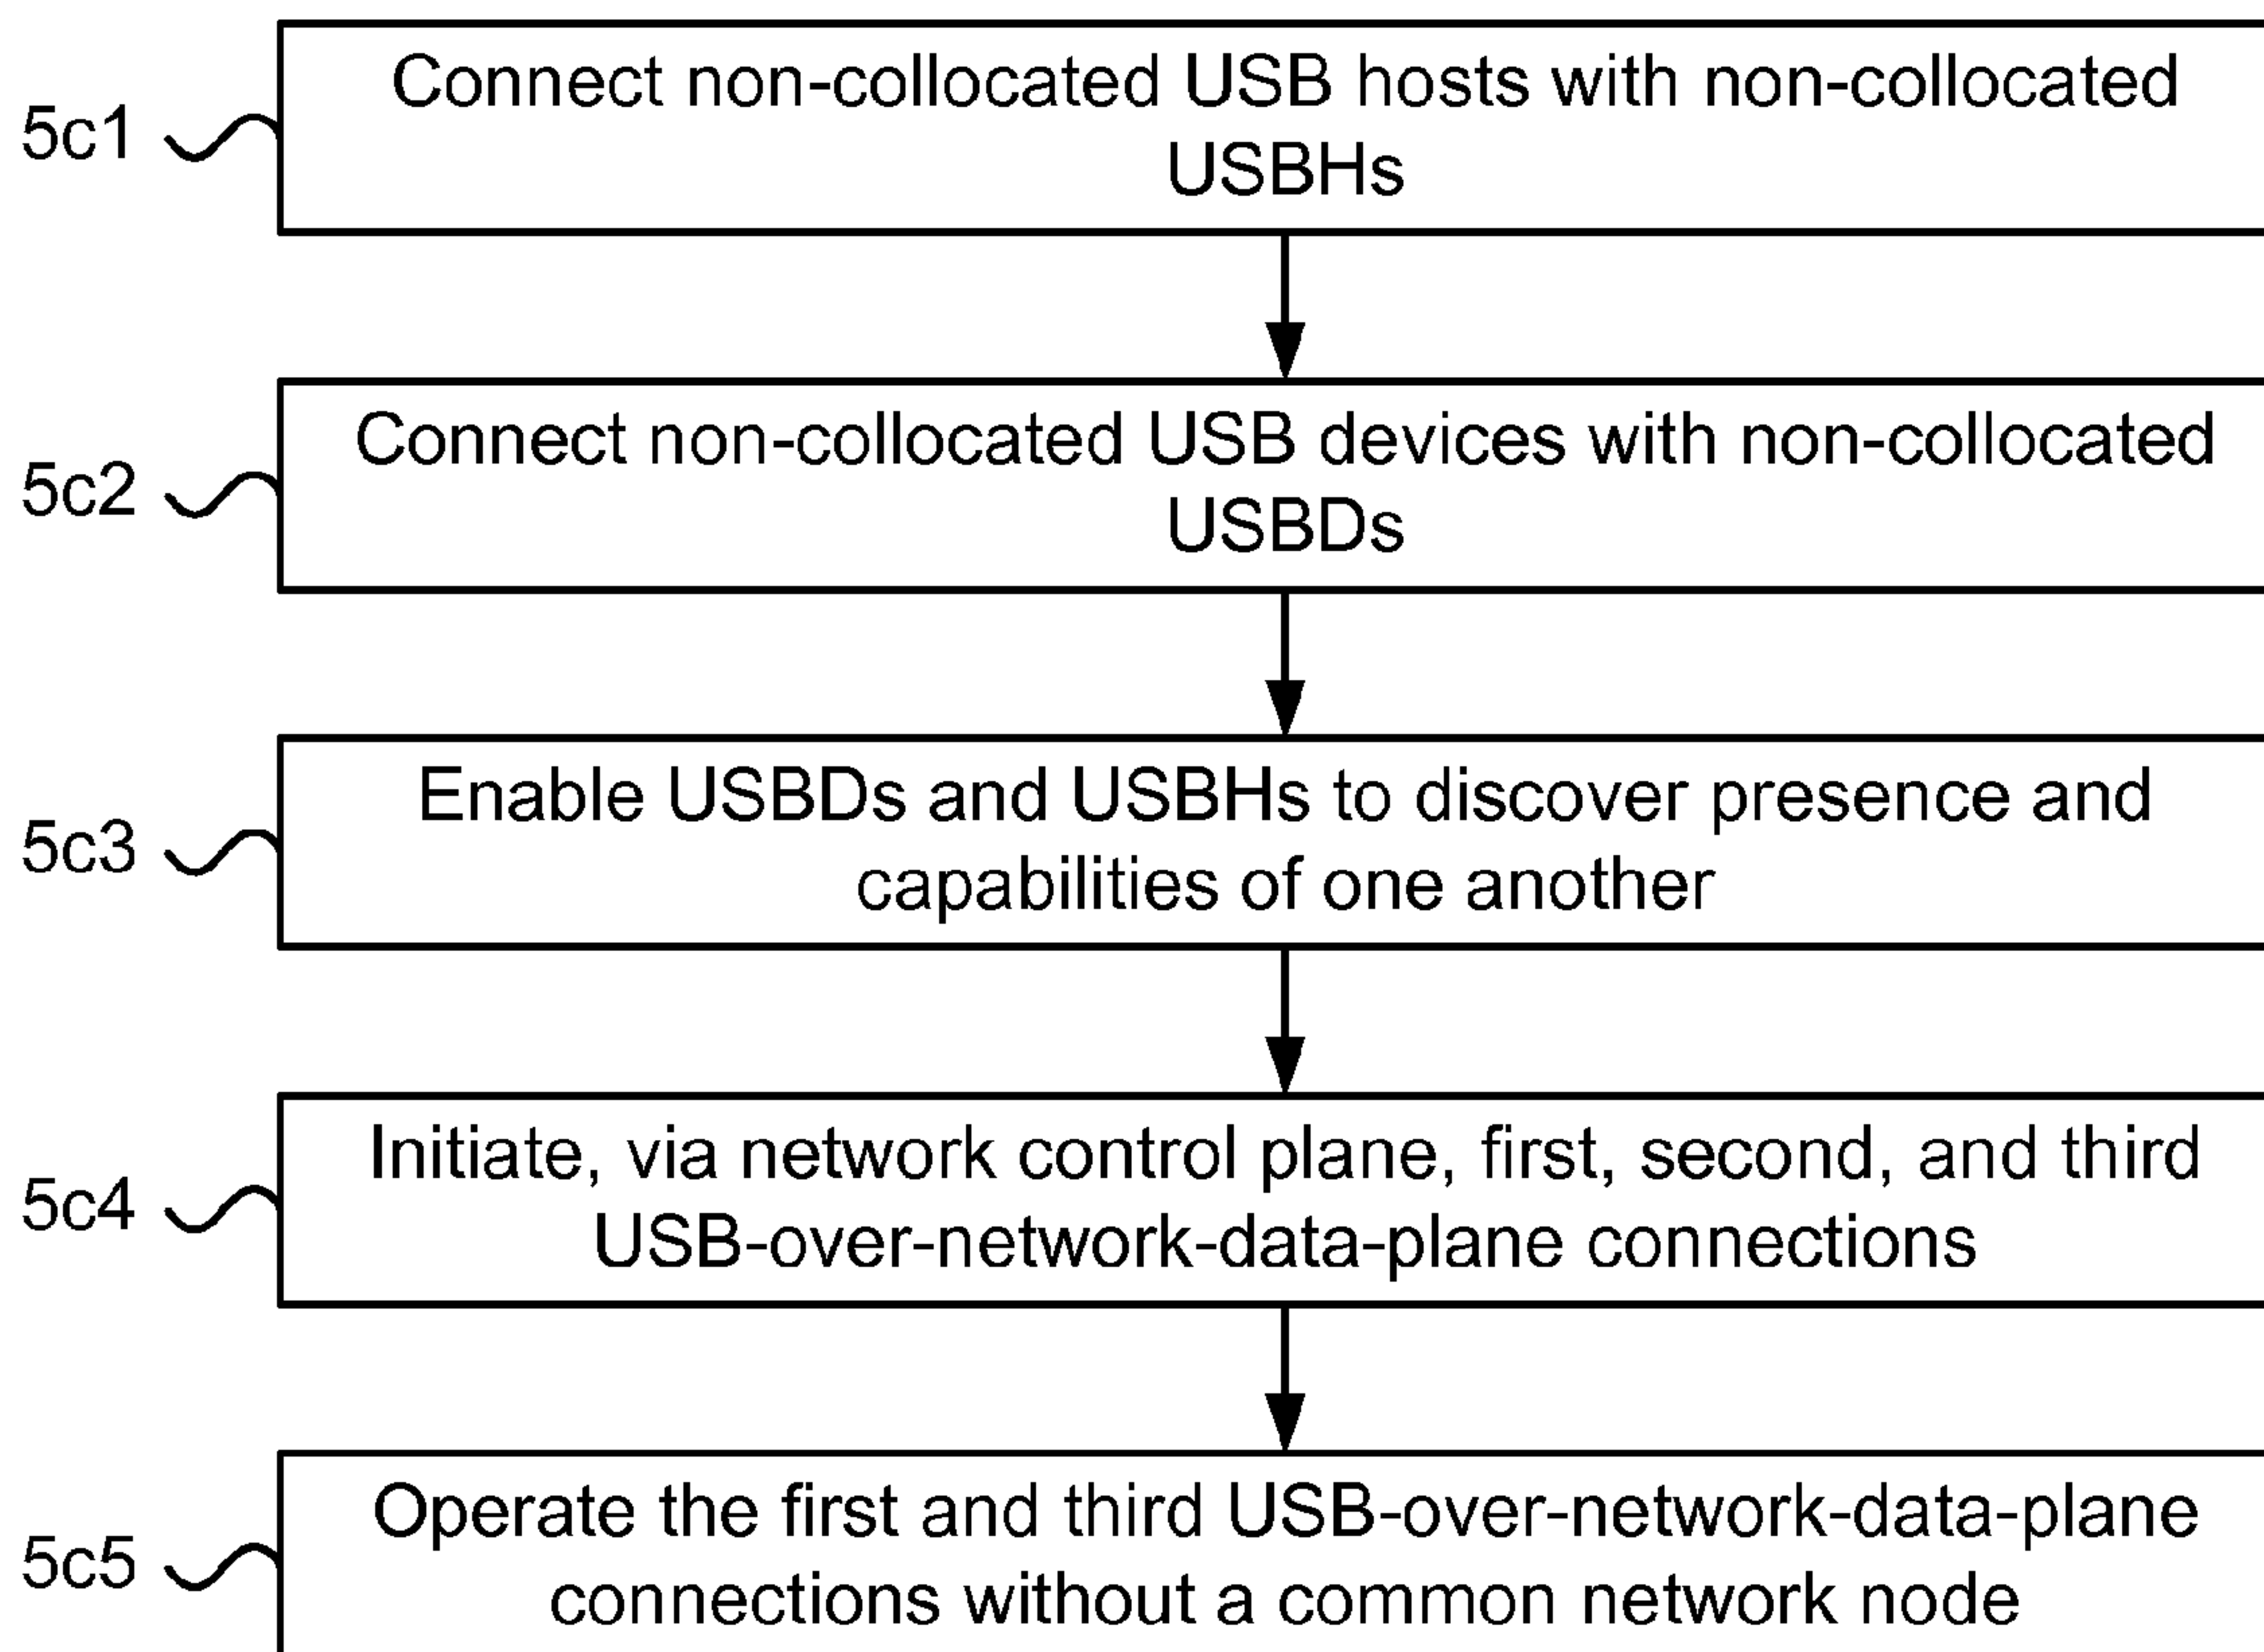 Connect non-collocated USB hosts with non-collocated
USBHs
5c1
Connect non-collocated USB devices with non-collocated
USBDs
5c2
Enable USBDs and USBHs to discover presence and
capabilities of one another
5c3
Initiate, via network control plane, first, second, and third
USB-over-network-data-plane connections
5c4
Operate the first and third USB-over-network-data-plane
connections without a common network node
5c5